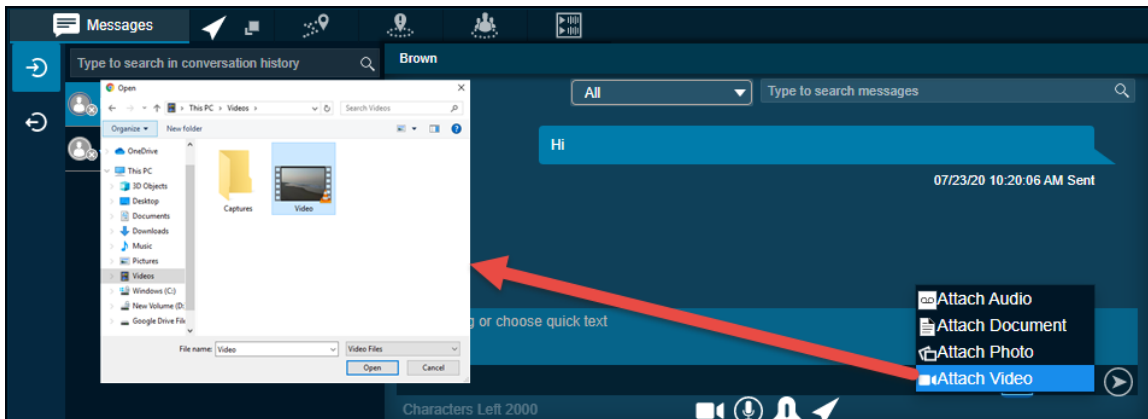 Messages
Type to search in conversation history
Brown
All
Type to search messages
Hi
07/23/20 10:20:06 AM Sent
Open
This PC › Videos ›
Search Videos
Organize
New folder
OneDrive
This PC
3D Objects
Desktop
Documents
Downloads
Music
Pictures
Videos
Windows (C:)
New Volume (D:
Google Drive File
Captures
Video
File name:
Video
Video Files
Open
Cancel
or choose quick text
Attach Audio
Attach Document
Attach Photo
Attach Video
Characters Left 2000